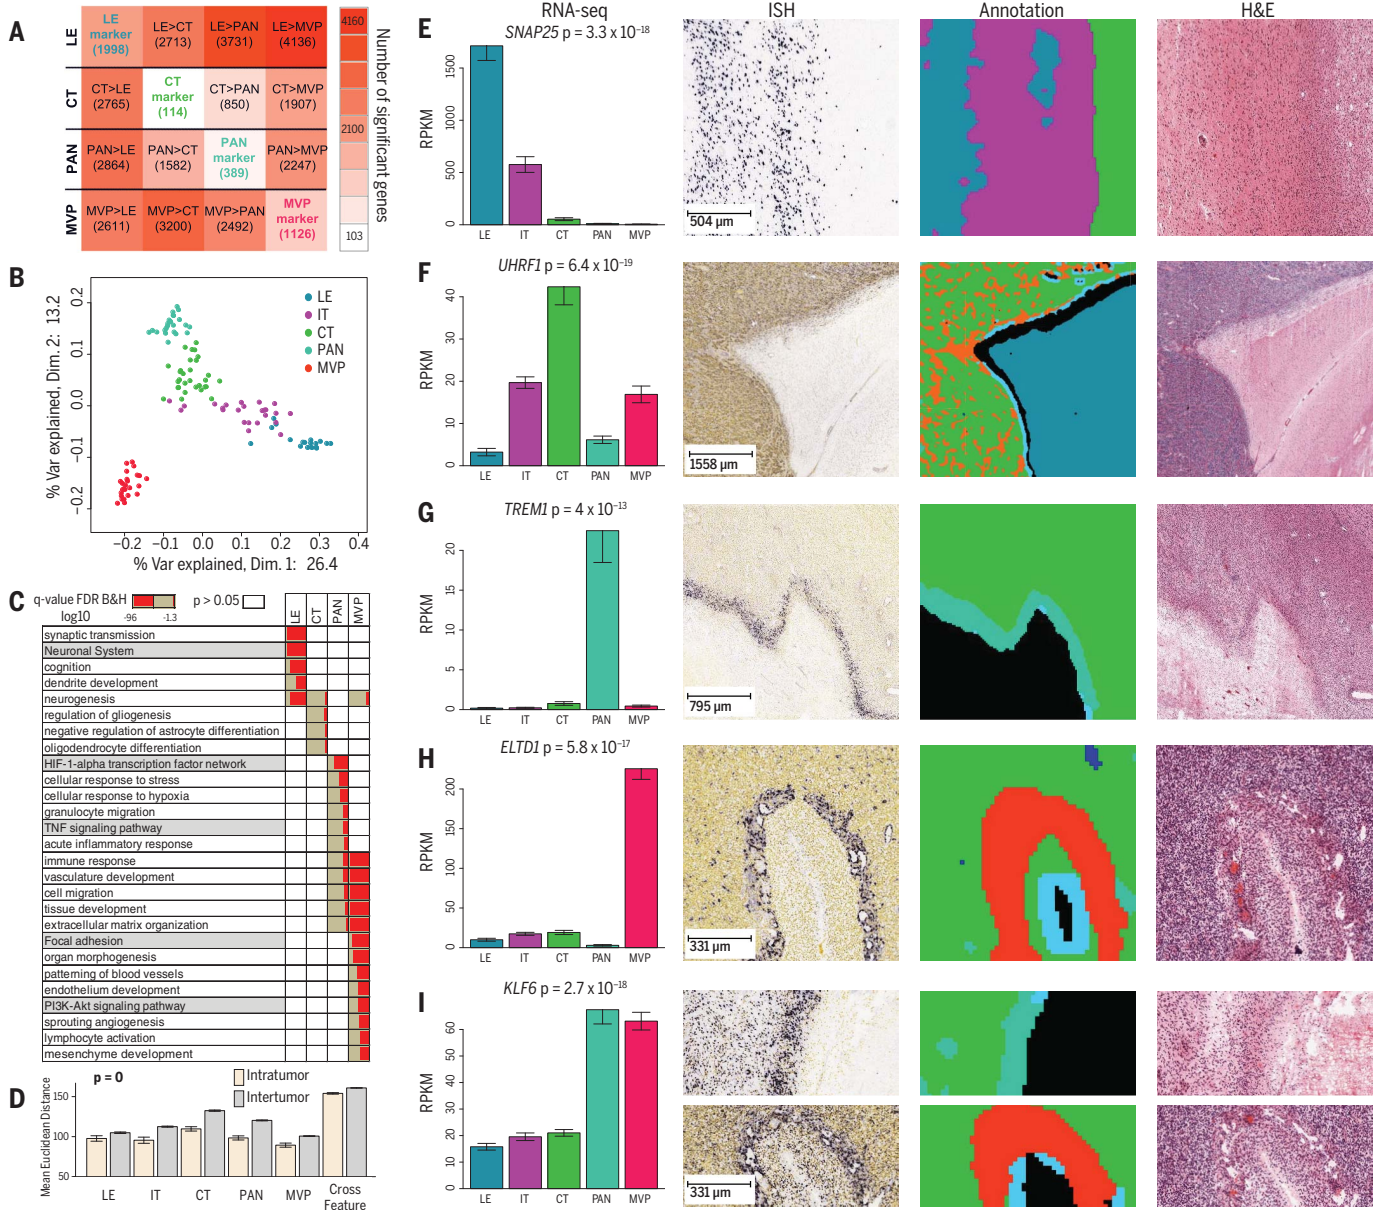 A
LE
CT
PAN
MVP
LE marker (1998)
LE>CT (2713)
LE>PAN (3731)
LE>MVP (4136)
CT>LE (2765)
CT marker (114)
CT>PAN (850)
CT>MVP (1907)
PAN>LE (2864)
PAN>CT (1582)
PAN marker (389)
PAN>MVP (2247)
MVP>LE (2611)
MVP>CT (3200)
MVP>PAN (2492)
MVP marker (1126)
4160
2100
103
Number of significant genes
B
% Var explained, Dim. 2: 13.2
0.2
0.1
0.0
−0.1
−0.2
LE
IT
CT
PAN
MVP
−0.2 −0.1 0.0 0.1 0.2 0.3 0.4
% Var explained, Dim. 1: 26.4
C
q-value FDR B&H
log10
-96 -1.3
p > 0.05
LE
CT
PAN
MVP
synaptic transmission
Neuronal System
cognition
dendrite development
neurogenesis
regulation of gliogenesis
negative regulation of astrocyte differentiation
oligodendrocyte differentiation
HIF-1-alpha transcription factor network
cellular response to stress
cellular response to hypoxia
granulocyte migration
TNF signaling pathway
acute inflammatory response
immune response
vasculature development
cell migration
tissue development
extracellular matrix organization
Focal adhesion
organ morphogenesis
patterning of blood vessels
endothelium development
PI3K-Akt signaling pathway
sprouting angiogenesis
lymphocyte activation
mesenchyme development
D
p = 0
Intratumor
Intertumor
Mean Euclidean Distance
150
100
50
LE IT CT PAN MVP Cross Feature
RNA-seq ISH Annotation H&E
E
SNAP25 p = 3.3 x 10−18
RPKM
1500
1000
500
0
LE IT CT PAN MVP
504 µm
F
UHRF1 p = 6.4 x 10−19
RPKM
40
30
20
10
0
LE IT CT PAN MVP
1558 µm
G
TREM1 p = 4 x 10−13
RPKM
20
15
10
5
0
LE IT CT PAN MVP
795 µm
H
ELTD1 p = 5.8 x 10−17
RPKM
200
150
100
50
0
LE IT CT PAN MVP
331 µm
I
KLF6 p = 2.7 x 10−18
RPKM
60
50
40
30
20
10
0
LE IT CT PAN MVP
331 µm